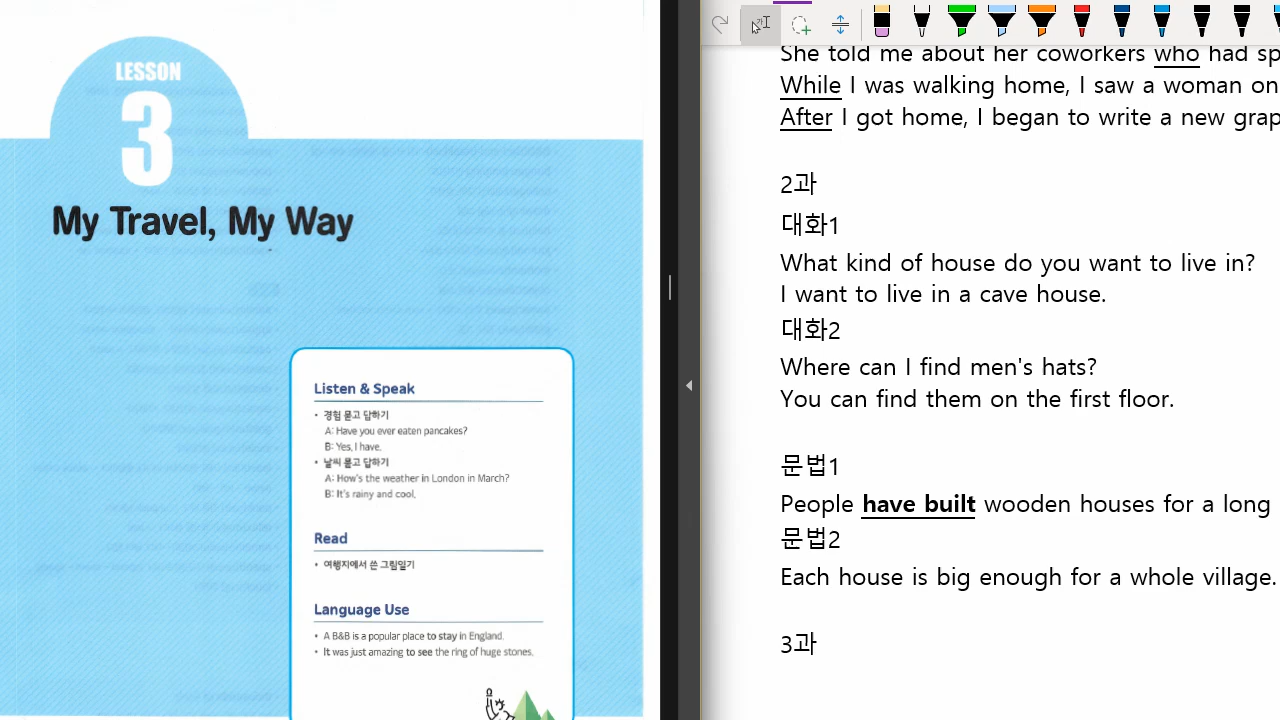 LESSON
3
My Travel, My Way
Listen & Speak
• 경험 묻고 답하기
A: Have you ever eaten pancakes?
B: Yes, I have.
• 날씨 묻고 답하기
A: How's the weather in London in March?
B: It's rainy and cool.
Read
• 여행지에서 쓴 그림일기
Language Use
• A B&B is a popular place to stay in England.
• It was just amazing to see the ring of huge stones.
She told me about her coworkers who had sp
While I was walking home, I saw a woman on
After I got home, I began to write a new grap
2과
대화1
What kind of house do you want to live in?
I want to live in a cave house.
대화2
Where can I find men's hats?
You can find them on the first floor.
문법1
People have built wooden houses for a long
문법2
Each house is big enough for a whole village.
3과